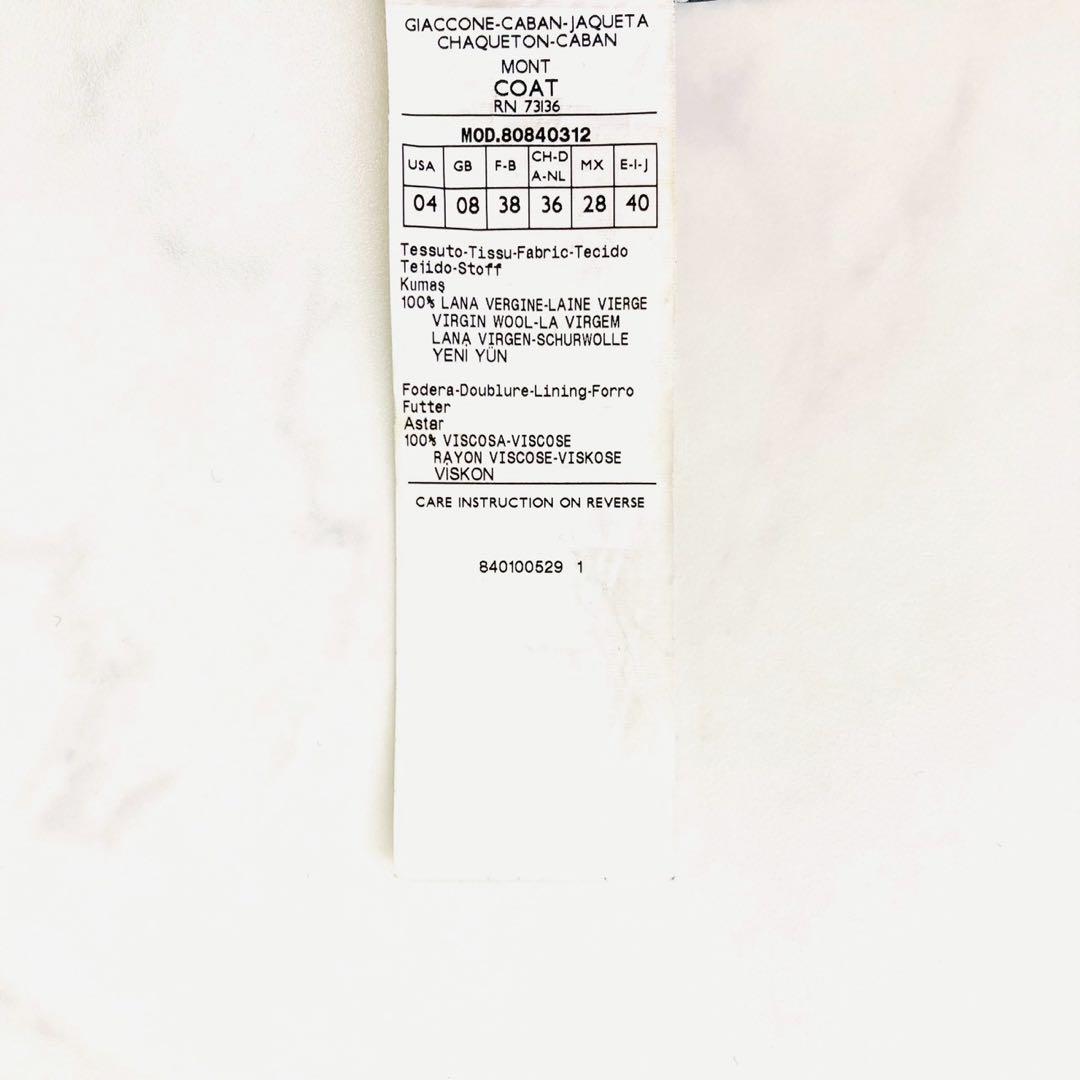 GIACCONE-CABAN-JAQUETA
CHAQUETON-CABAN
MONT
COAT
RN 73136
MOD.80840312
USA GB F-B CH-D A-NL MX E-I-J
04 08 38 36 28 40
Tessuto-Tissu-Fabric-Tecido
Tejido-Stoff
Kumaş
100% LANA VERGINE-LAINE VIERGE
VIRGIN WOOL-LA VIRGEM
LANA VIRGEN-SCHURWOLLE
YENİ YÜN
Fodera-Doublure-Lining-Forro
Futter
Astar
100% VISCOSA-VISCOSE
RAYON VISCOSE-VISKOSE
VİSKON
CARE INSTRUCTION ON REVERSE
840100529 1